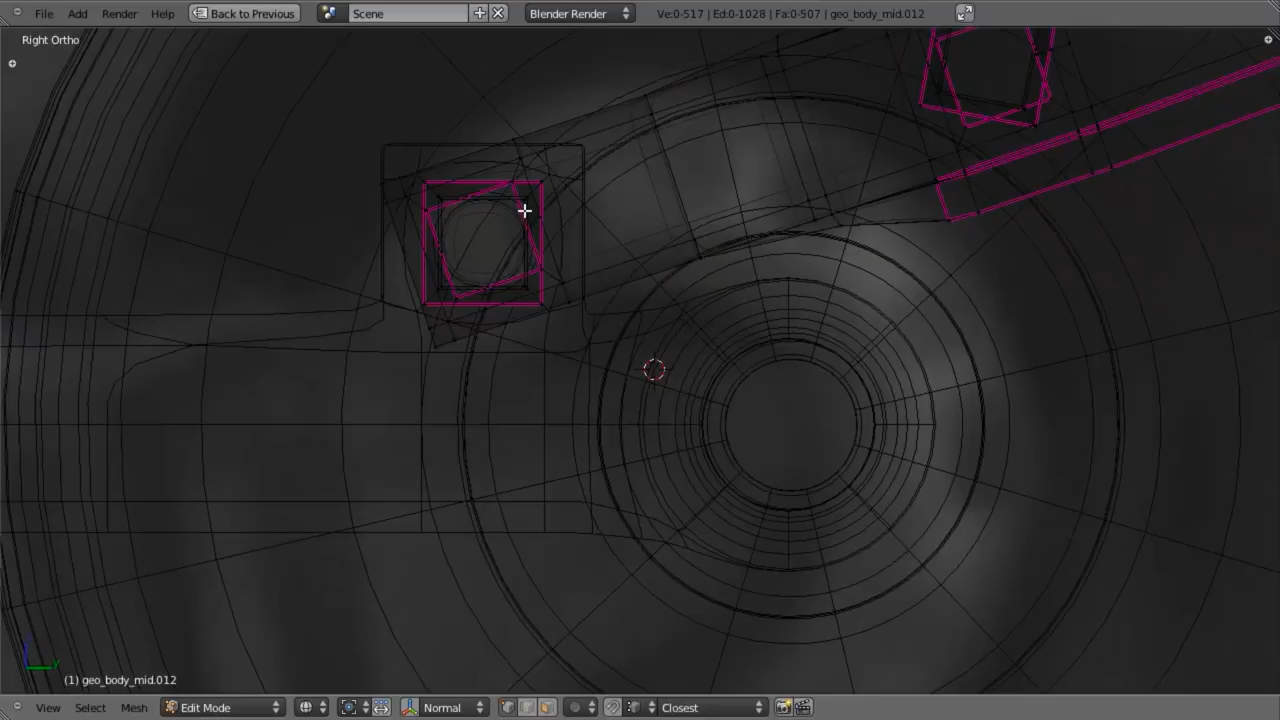 File Add Render Help Back to Previous Scene Blender Render Ve:0-517 | Ed:0-1028 | Fa:0-507 | geo_body_mid.012
Right Ortho
y
(1) geo_body_mid.012
View Select Mesh Edit Mode Normal Closest